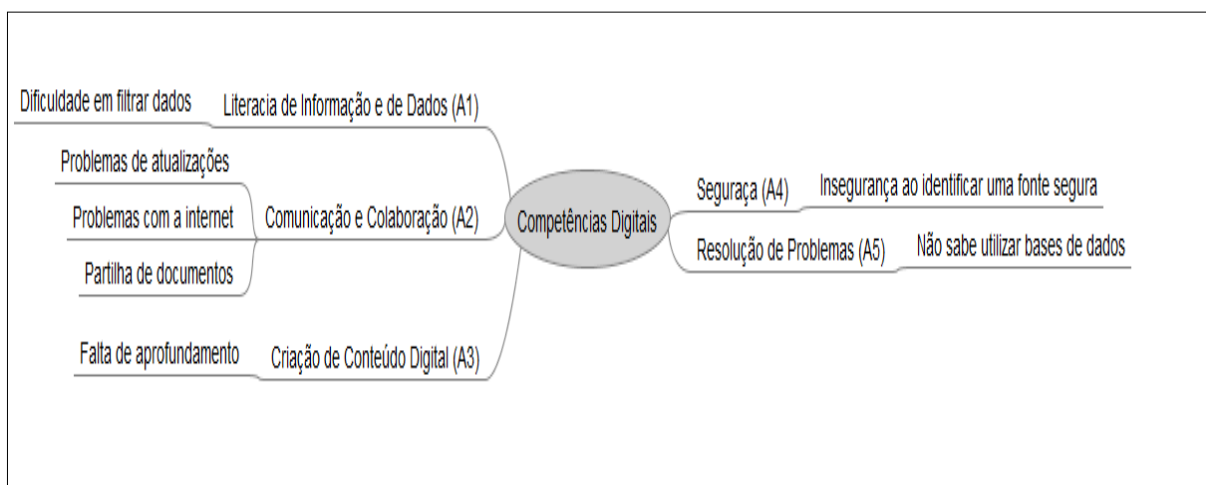 Dificuldade em filtrar dados
Literacia de Informação e de Dados (A1)
Problemas de atualizações
Problemas com a internet
Partilha de documentos
Comunicação e Colaboração (A2)
Falta de aprofundamento
Criação de Conteúdo Digital (A3)
Competências Digitais
Seguraça (A4)
Insegurança ao identificar uma fonte segura
Resolução de Problemas (A5)
Não sabe utilizar bases de dados